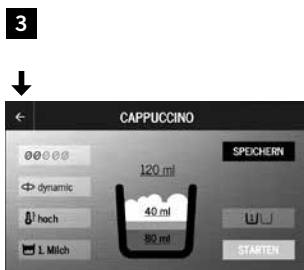 3
CAPPUCCINO
SPEICHERN
120 ml
dynamic
40 ml
hoch
80 ml
1. Milch
STARTEN